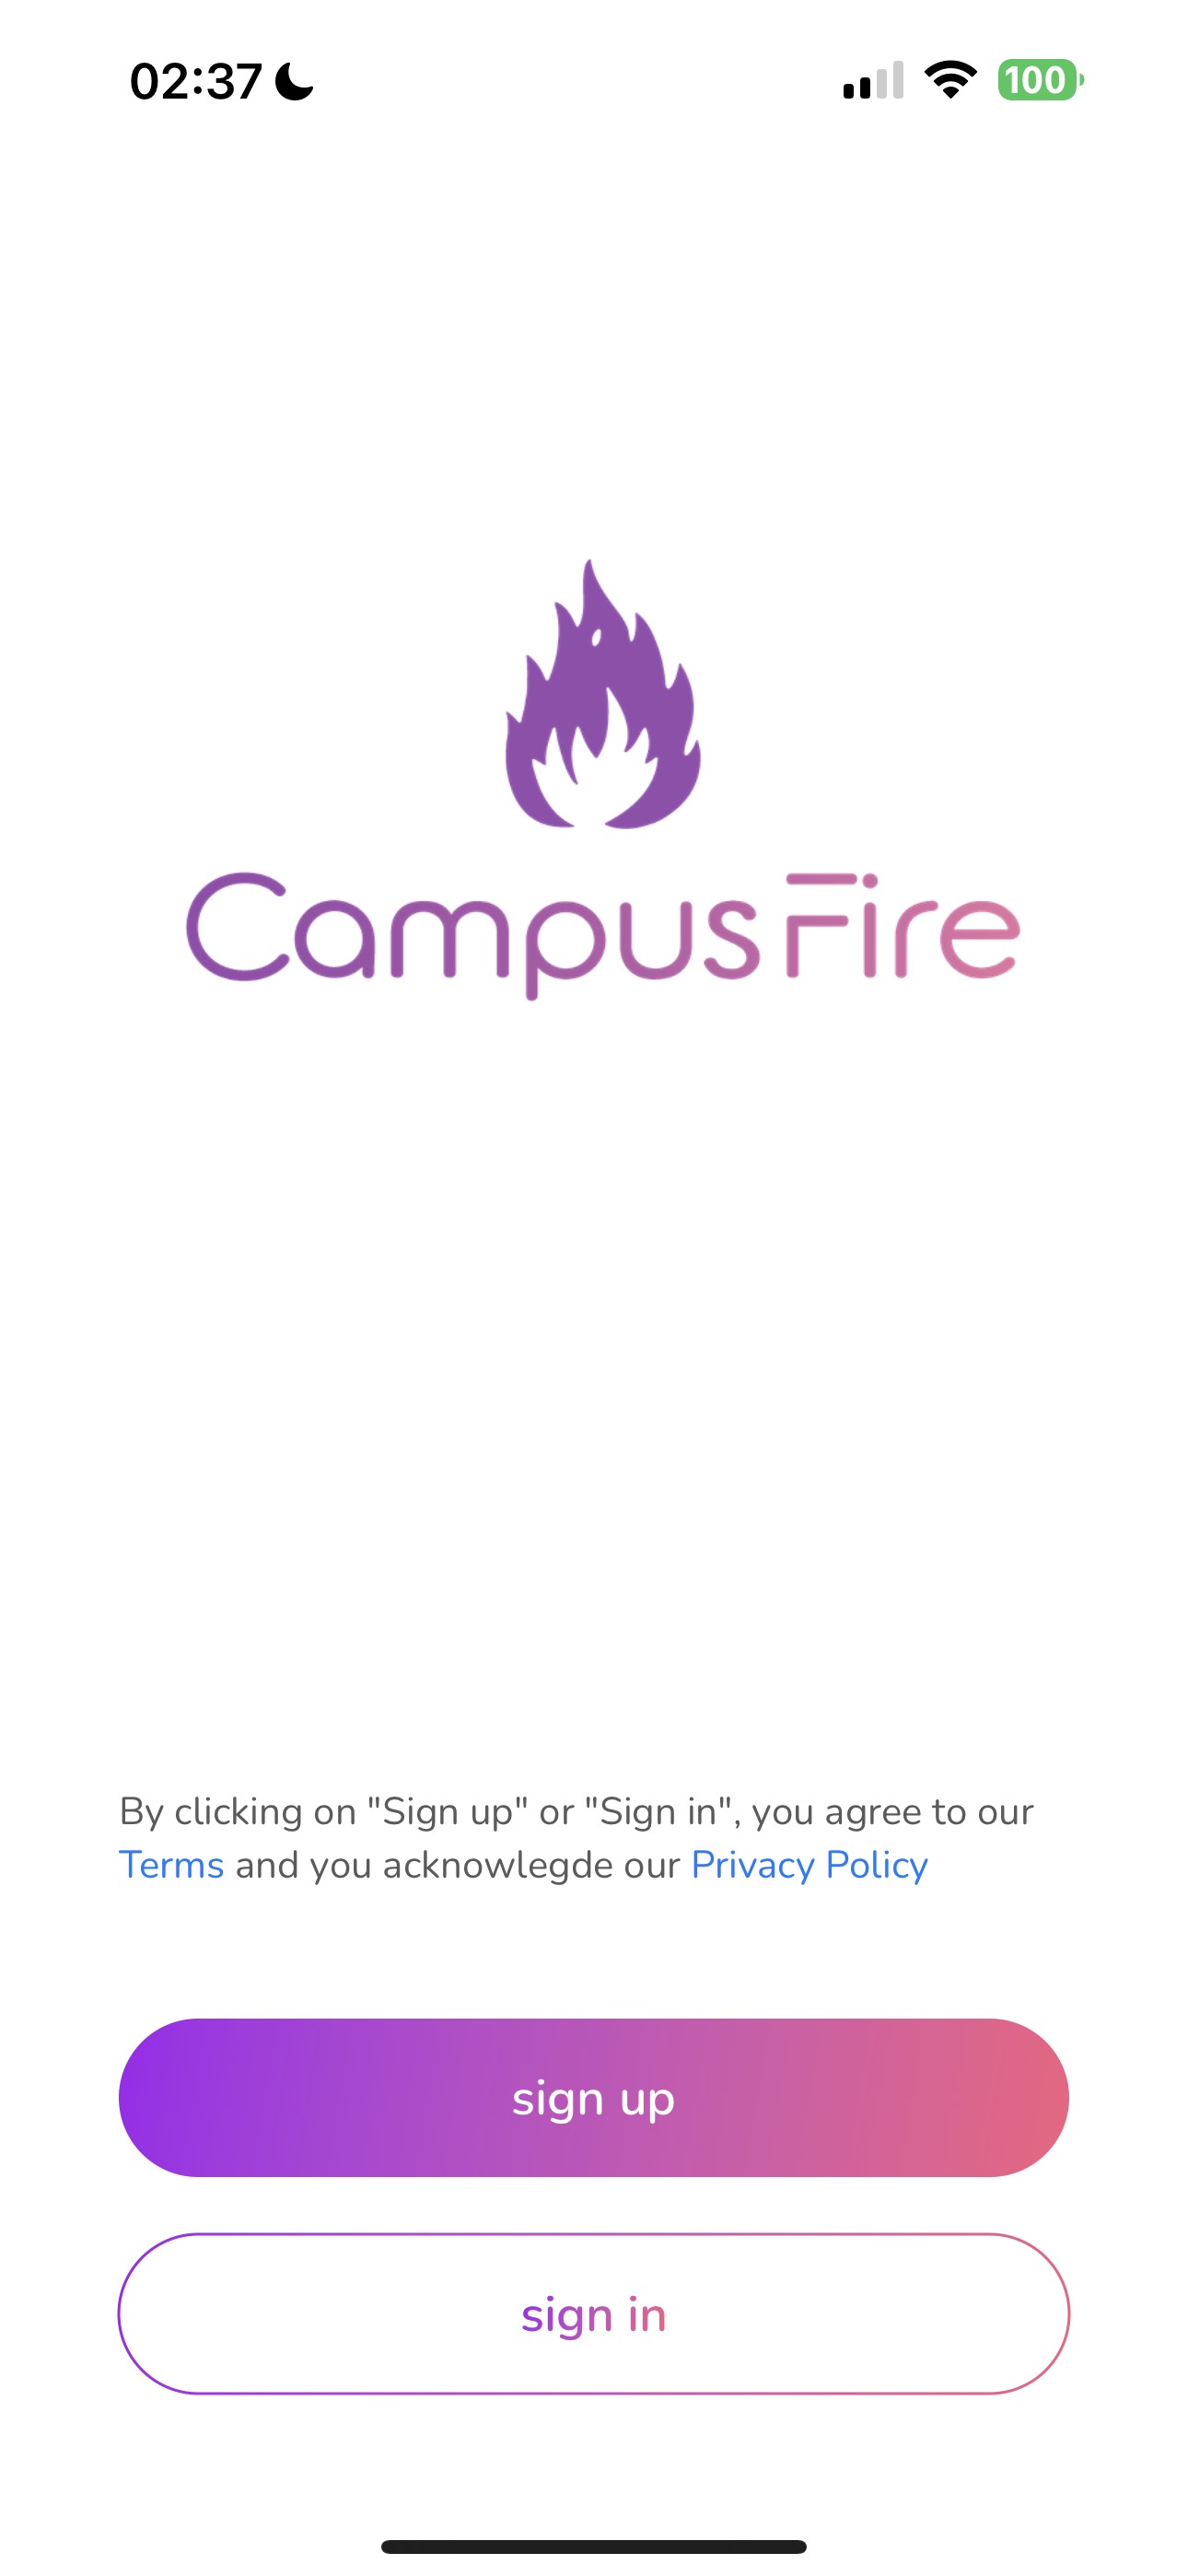 02:37
100
CampusFire
By clicking on "Sign up" or "Sign in", you agree to our
Terms and you acknowlegde our Privacy Policy
sign up
sign in